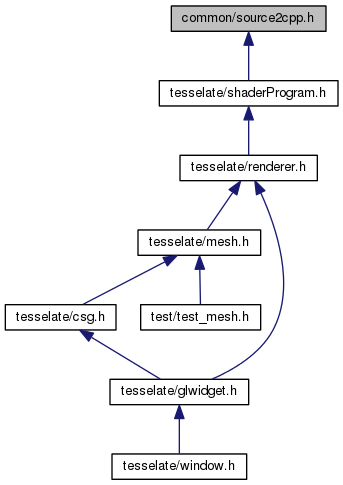 common/source2cpp.h
tesselate/shaderProgram.h
tesselate/renderer.h
tesselate/mesh.h
tesselate/csg.h
test/test_mesh.h
tesselate/glwidget.h
tesselate/window.h